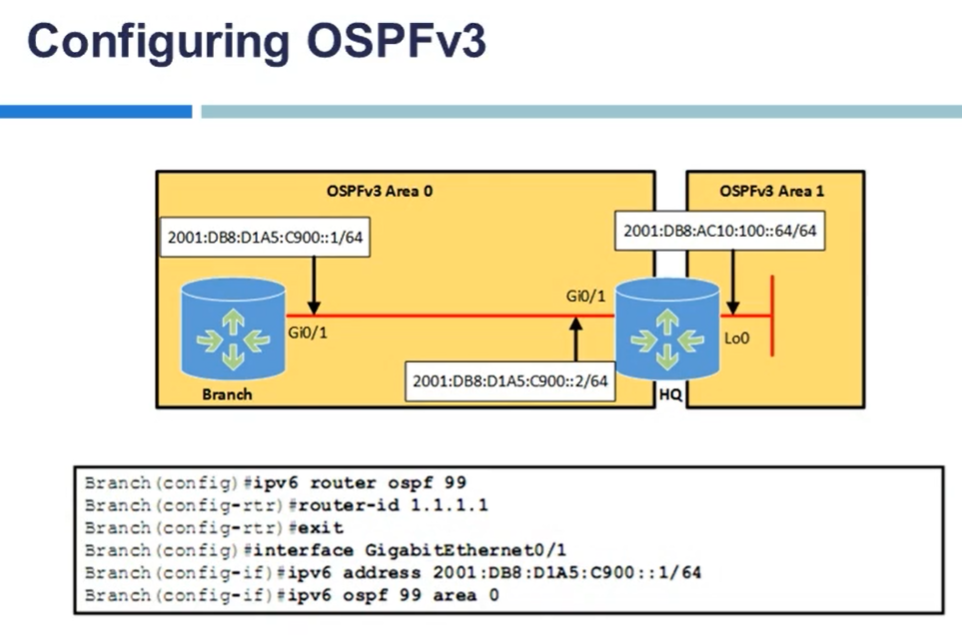 Configuring OSPFv3
OSPFv3 Area 0
OSPFv3 Area 1
2001:DB8:D1A5:C900::1/64
2001:DB8:AC10:100::64/64
Gi0/1
Gi0/1
Lo0
2001:DB8:D1A5:C900::2/64
Branch
HQ
Branch(config)#ipv6 router ospf 99
Branch(config-rtr)#router-id 1.1.1.1
Branch(config-rtr)#exit
Branch(config)#interface GigabitEthernet0/1
Branch(config-if)#ipv6 address 2001:DB8:D1A5:C900::1/64
Branch(config-if)#ipv6 ospf 99 area 0